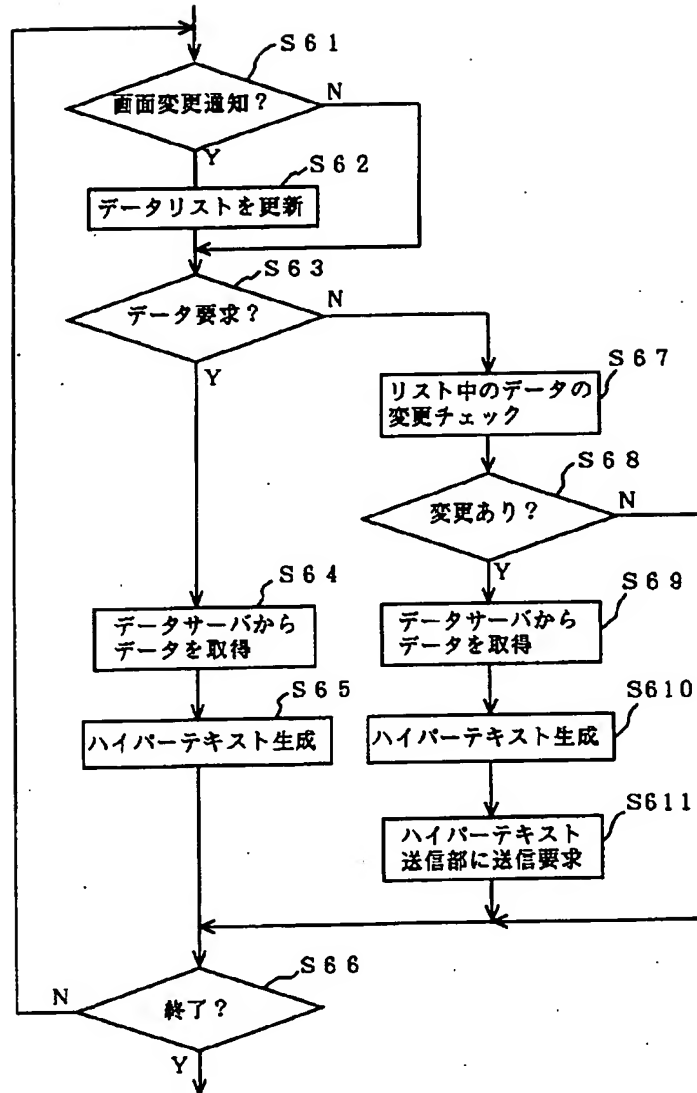 S61
画面変更通知?
N
Y
S62
データリストを更新
S63
データ要求?
N
Y
S67
リスト中のデータの
変更チェック
S68
変更あり?
N
Y
S64
データサーバから
データを取得
S69
データサーバから
データを取得
S65
ハイパーテキスト生成
S610
ハイパーテキスト生成
S611
ハイパーテキスト
送信部に送信要求
S66
終了?
N
Y